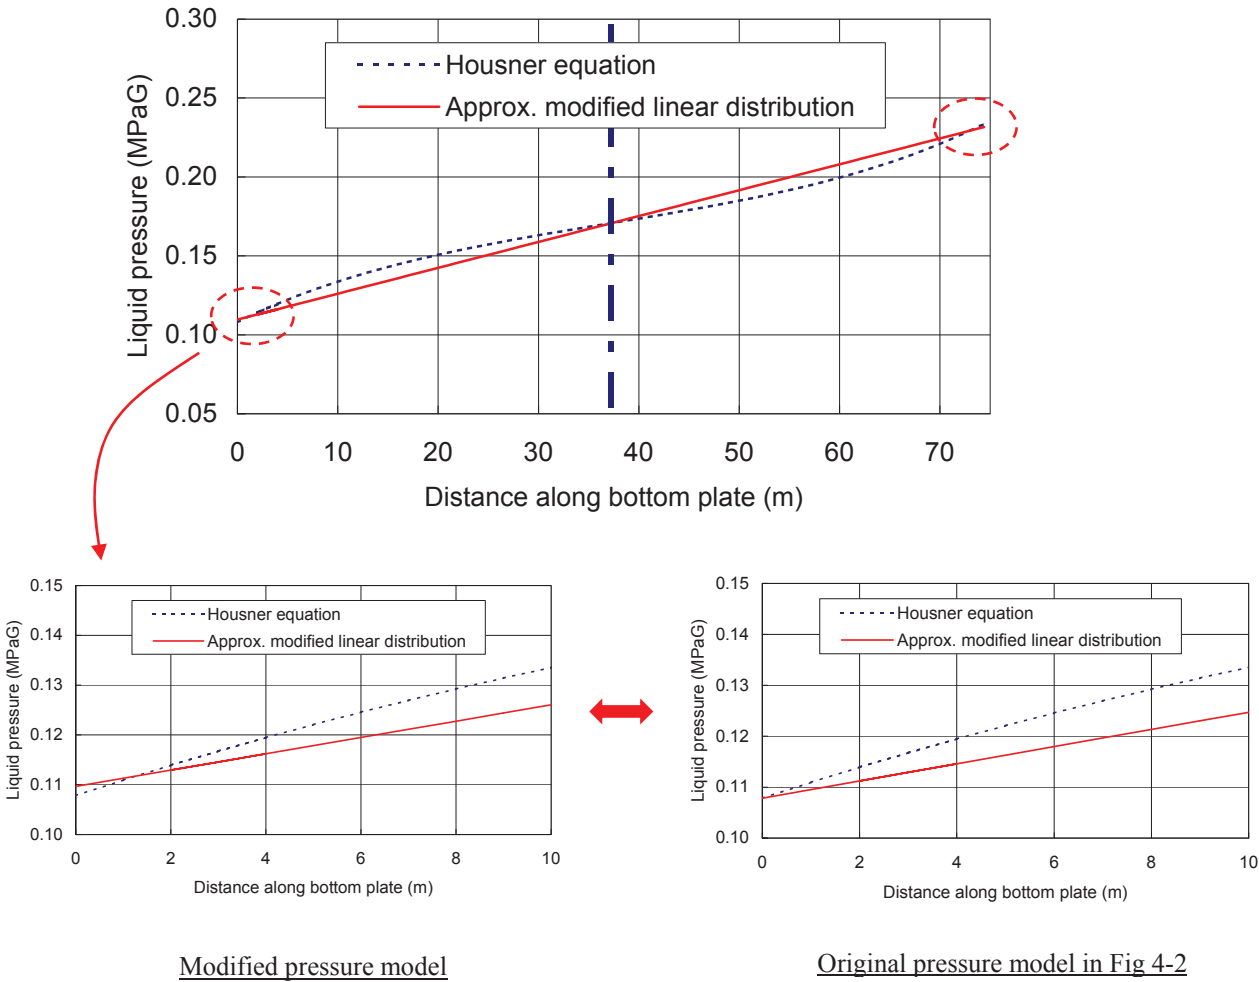 0.30
0.25
0.20
0.15
0.10
0.05
Liquid pressure (MPaG)
Housner equation
Approx. modified linear distribution
0 10 20 30 40 50 60 70
Distance along bottom plate (m)
0.15
0.14
0.13
0.12
0.11
0.10
Liquid pressure (MPaG)
Housner equation
Approx. modified linear distribution
0 2 4 6 8 10
Distance along bottom plate (m)
Modified pressure model
0.15
0.14
0.13
0.12
0.11
0.10
Liquid pressure (MPaG)
Housner equation
Approx. modified linear distribution
0 2 4 6 8 10
Distance along bottom plate (m)
Original pressure model in Fig 4-2